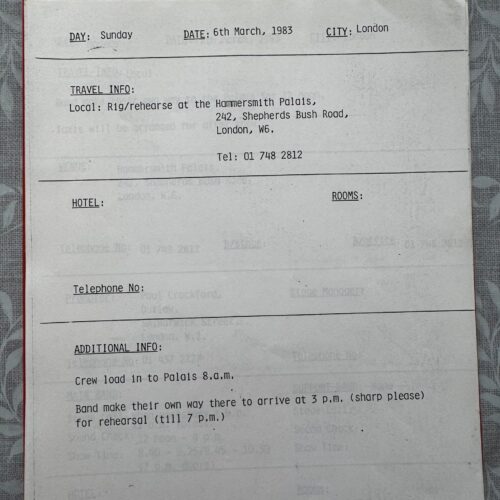 DAY: Sunday DATE: 6th March, 1983 CITY: London
TRAVEL INFO:
Local: Rig/rehearse at the Hammersmith Palais,
242, Shepherds Bush Road,
London, W6.
Tel: 01 748 2812
HOTEL: ROOMS:
Telephone No:
ADDITIONAL INFO:
Crew load in to Palais 8.a.m.
Band make their own way there to arrive at 3 p.m. (sharp please)
for rehearsal (till 7 p.m.)